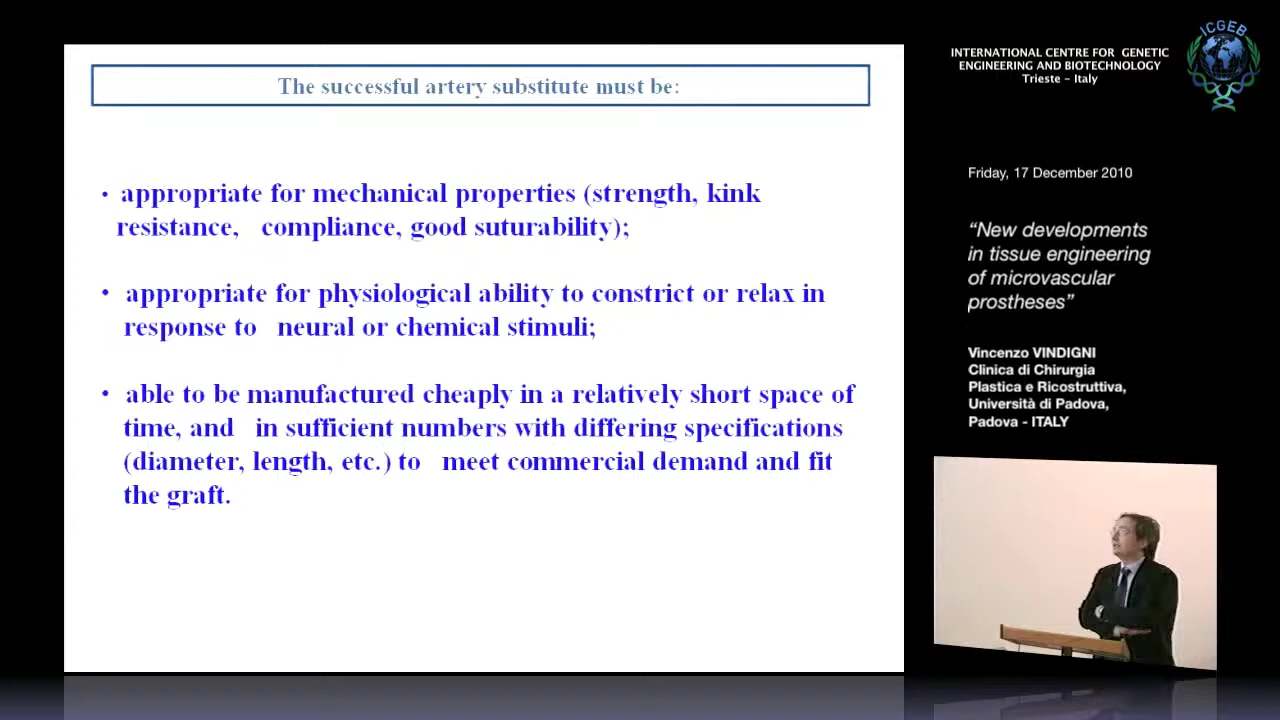 The successful artery substitute must be:
• appropriate for mechanical properties (strength, kink
resistance, compliance, good suturability);
• appropriate for physiological ability to constrict or relax in
response to neural or chemical stimuli;
• able to be manufactured cheaply in a relatively short space of
time, and in sufficient numbers with differing specifications
(diameter, length, etc.) to meet commercial demand and fit
the graft.
INTERNATIONAL CENTRE FOR GENETIC
ENGINEERING AND BIOTECHNOLOGY
Trieste - Italy
ICGEB
Friday, 17 December 2010
“New developments
in tissue engineering
of microvascular
prostheses”
Vincenzo VINDIGNI
Clinica di Chirurgia
Plastica e Ricostruttiva,
Università di Padova,
Padova - ITALY